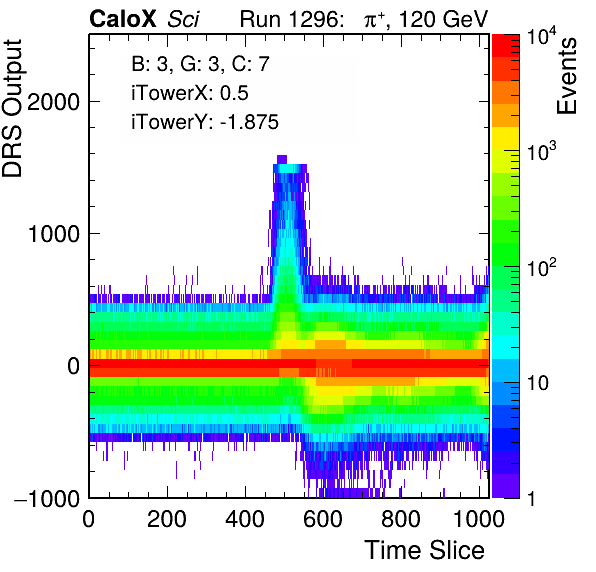 CaloX Sci Run 1296: π⁺, 120 GeV
B: 3, G: 3, C: 7
iTowerX: 0.5
iTowerY: -1.875
DRS Output
2000
1000
0
−1000
0 200 400 600 800 1000
Time Slice
10⁴
10³
10²
10
1
Events